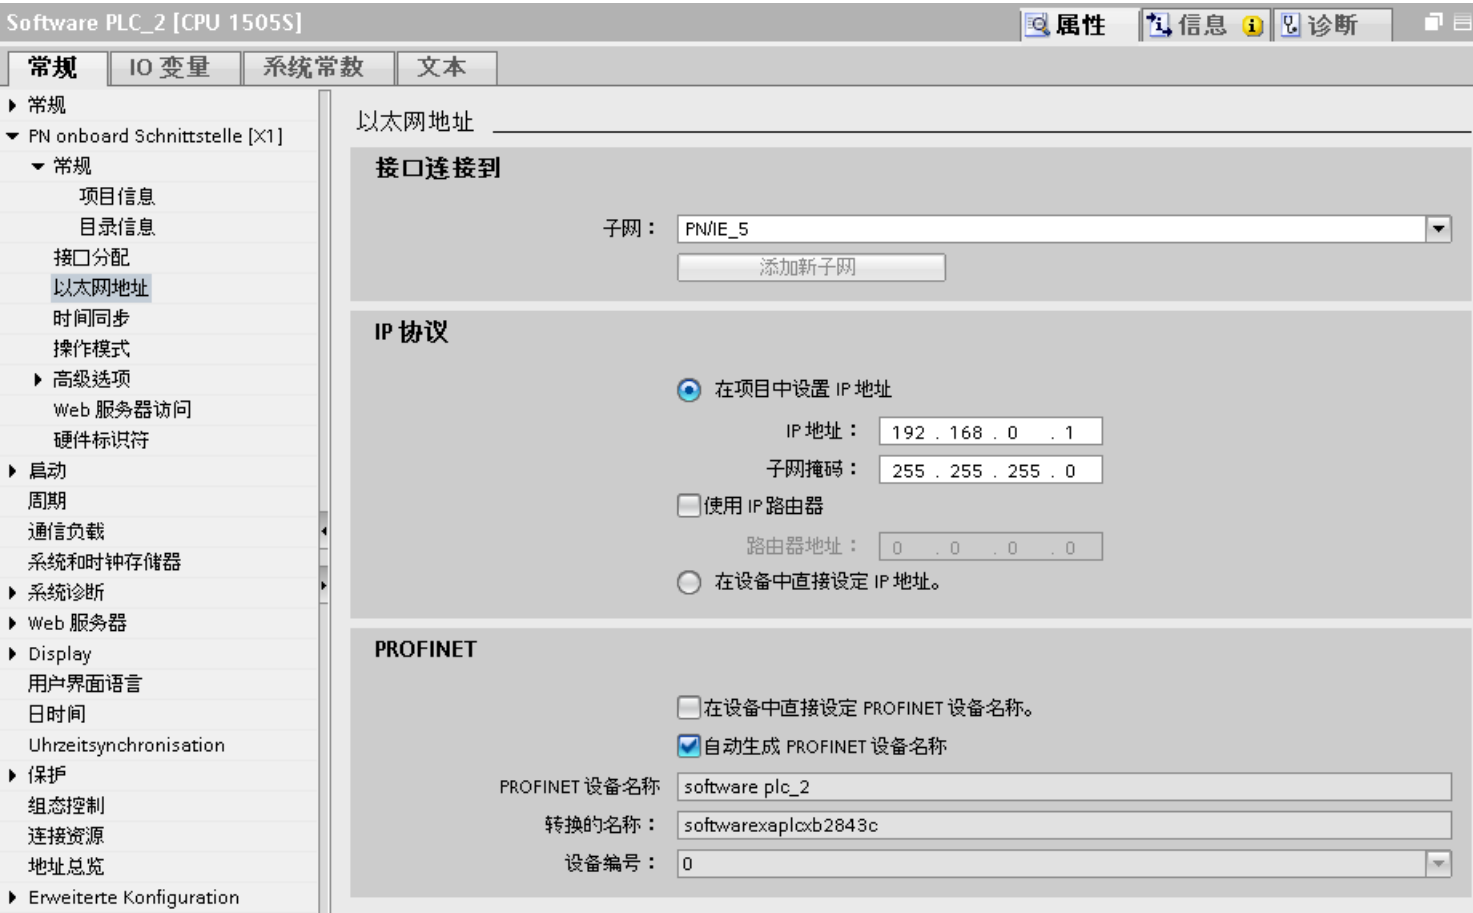 Software PLC_2 [CPU 1505S]
属性 信息 诊断
常规 IO 变量 系统常数 文本
常规
PN onboard Schnittstelle [X1]
常规
项目信息
目录信息
接口分配
以太网地址
时间同步
操作模式
高级选项
Web 服务器访问
硬件标识符
启动
周期
通信负载
系统和时钟存储器
系统诊断
Web 服务器
Display
用户界面语言
日时间
Uhrzeitsynchronisation
保护
组态控制
连接资源
地址总览
Erweiterte Konfiguration
以太网地址
接口连接到
子网： PN/IE_5
添加新子网
IP 协议
在项目中设置 IP 地址
IP 地址： 192 . 168 . 0 . 1
子网掩码： 255 . 255 . 255 . 0
使用 IP 路由器
路由器地址： 0 . 0 . 0 . 0
在设备中直接设定 IP 地址。
PROFINET
在设备中直接设定 PROFINET 设备名称。
自动生成 PROFINET 设备名称
PROFINET 设备名称 software plc_2
转换的名称： softwarexaplcxb2843c
设备编号： 0